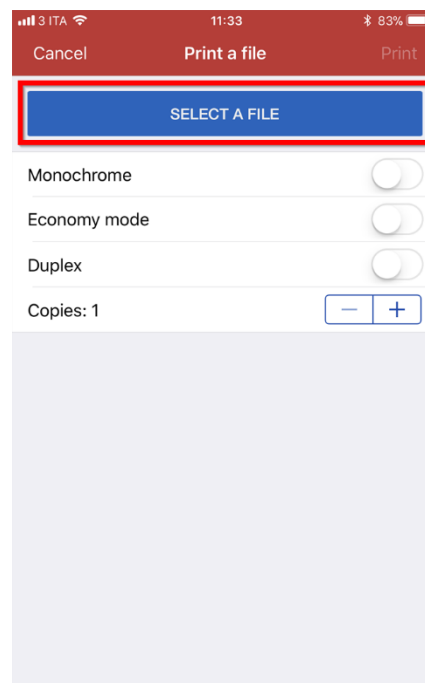 3 ITA 11:33 83%
Cancel Print a file Print
SELECT A FILE
Monochrome
Economy mode
Duplex
Copies: 1 − +